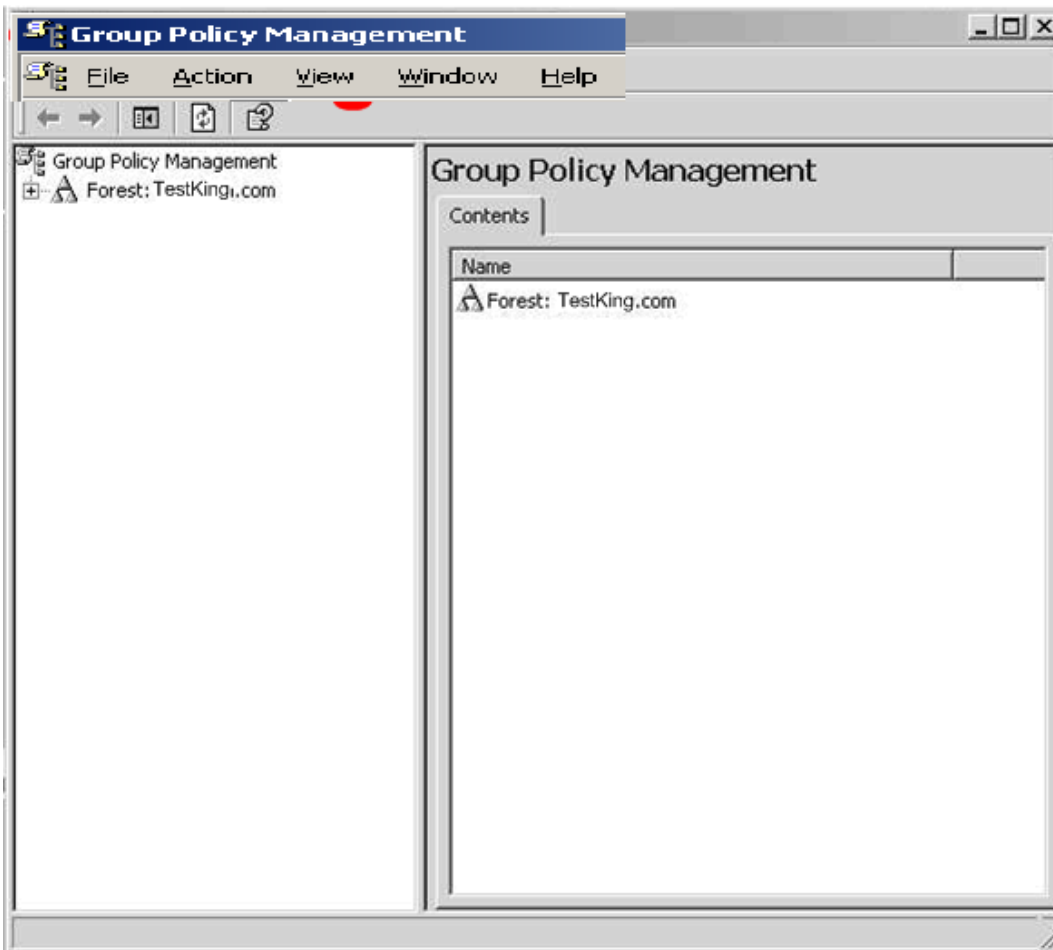 Group Policy Management
File Action View Window Help
Group Policy Management
Forest: TestKing.com
Group Policy Management
Contents
Name
Forest: TestKing.com